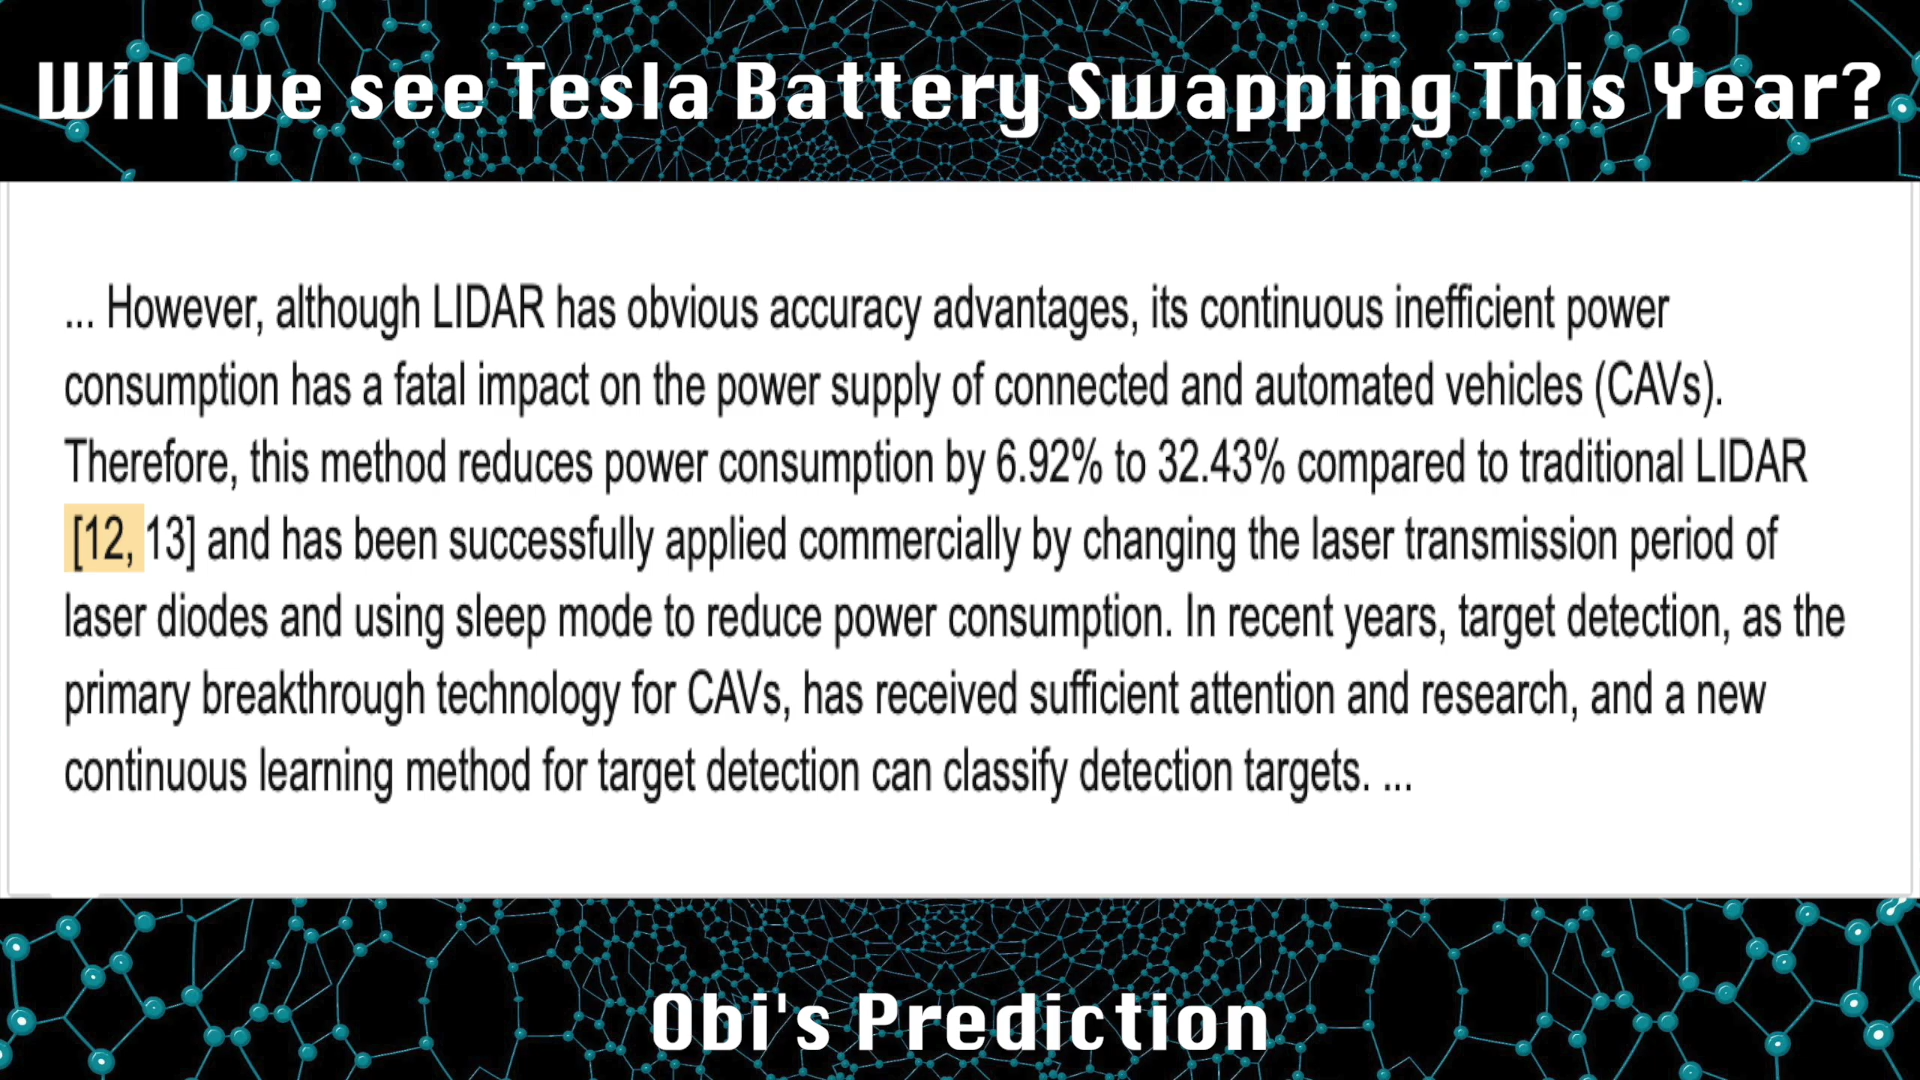 Will we see Tesla Battery Swapping This Year?
... However, although LIDAR has obvious accuracy advantages, its continuous inefficient power
consumption has a fatal impact on the power supply of connected and automated vehicles (CAVs).
Therefore, this method reduces power consumption by 6.92% to 32.43% compared to traditional LIDAR
[12, 13] and has been successfully applied commercially by changing the laser transmission period of
laser diodes and using sleep mode to reduce power consumption. In recent years, target detection, as the
primary breakthrough technology for CAVs, has received sufficient attention and research, and a new
continuous learning method for target detection can classify detection targets. ...
Obi's Prediction